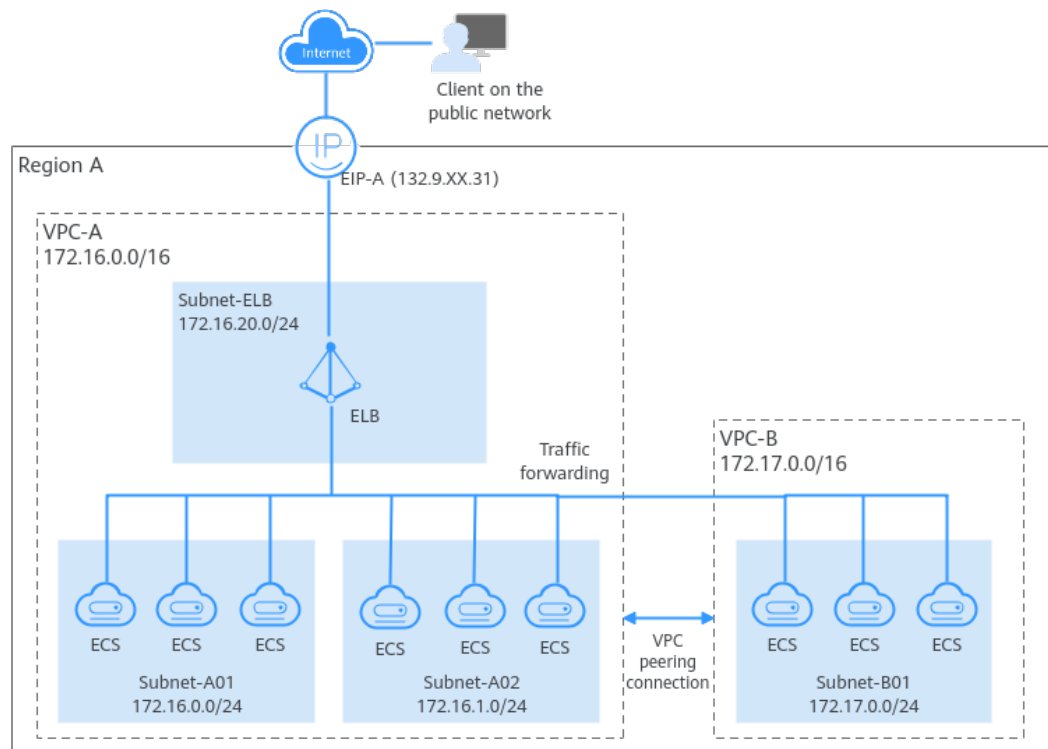 Internet
Client on the
public network
IP
Region A
EIP-A (132.9.XX.31)
VPC-A
172.16.0.0/16
Subnet-ELB
172.16.20.0/24
ELB
Traffic
forwarding
VPC-B
172.17.0.0/16
ECS
ECS
ECS
Subnet-A01
172.16.0.0/24
ECS
ECS
ECS
Subnet-A02
172.16.1.0/24
VPC
peering
connection
ECS
ECS
ECS
Subnet-B01
172.17.0.0/24